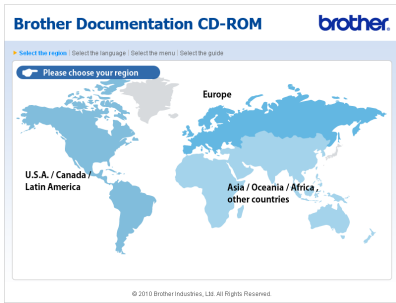 Brother Documentation CD-ROM
brother.
Select the region | Select the language | Select the menu | Select the guide
Please choose your region
Europe
U.S.A. / Canada /
Latin America
Asia / Oceania / Africa /
other countries
© 2010 Brother Industries, Ltd. All Rights Reserved.